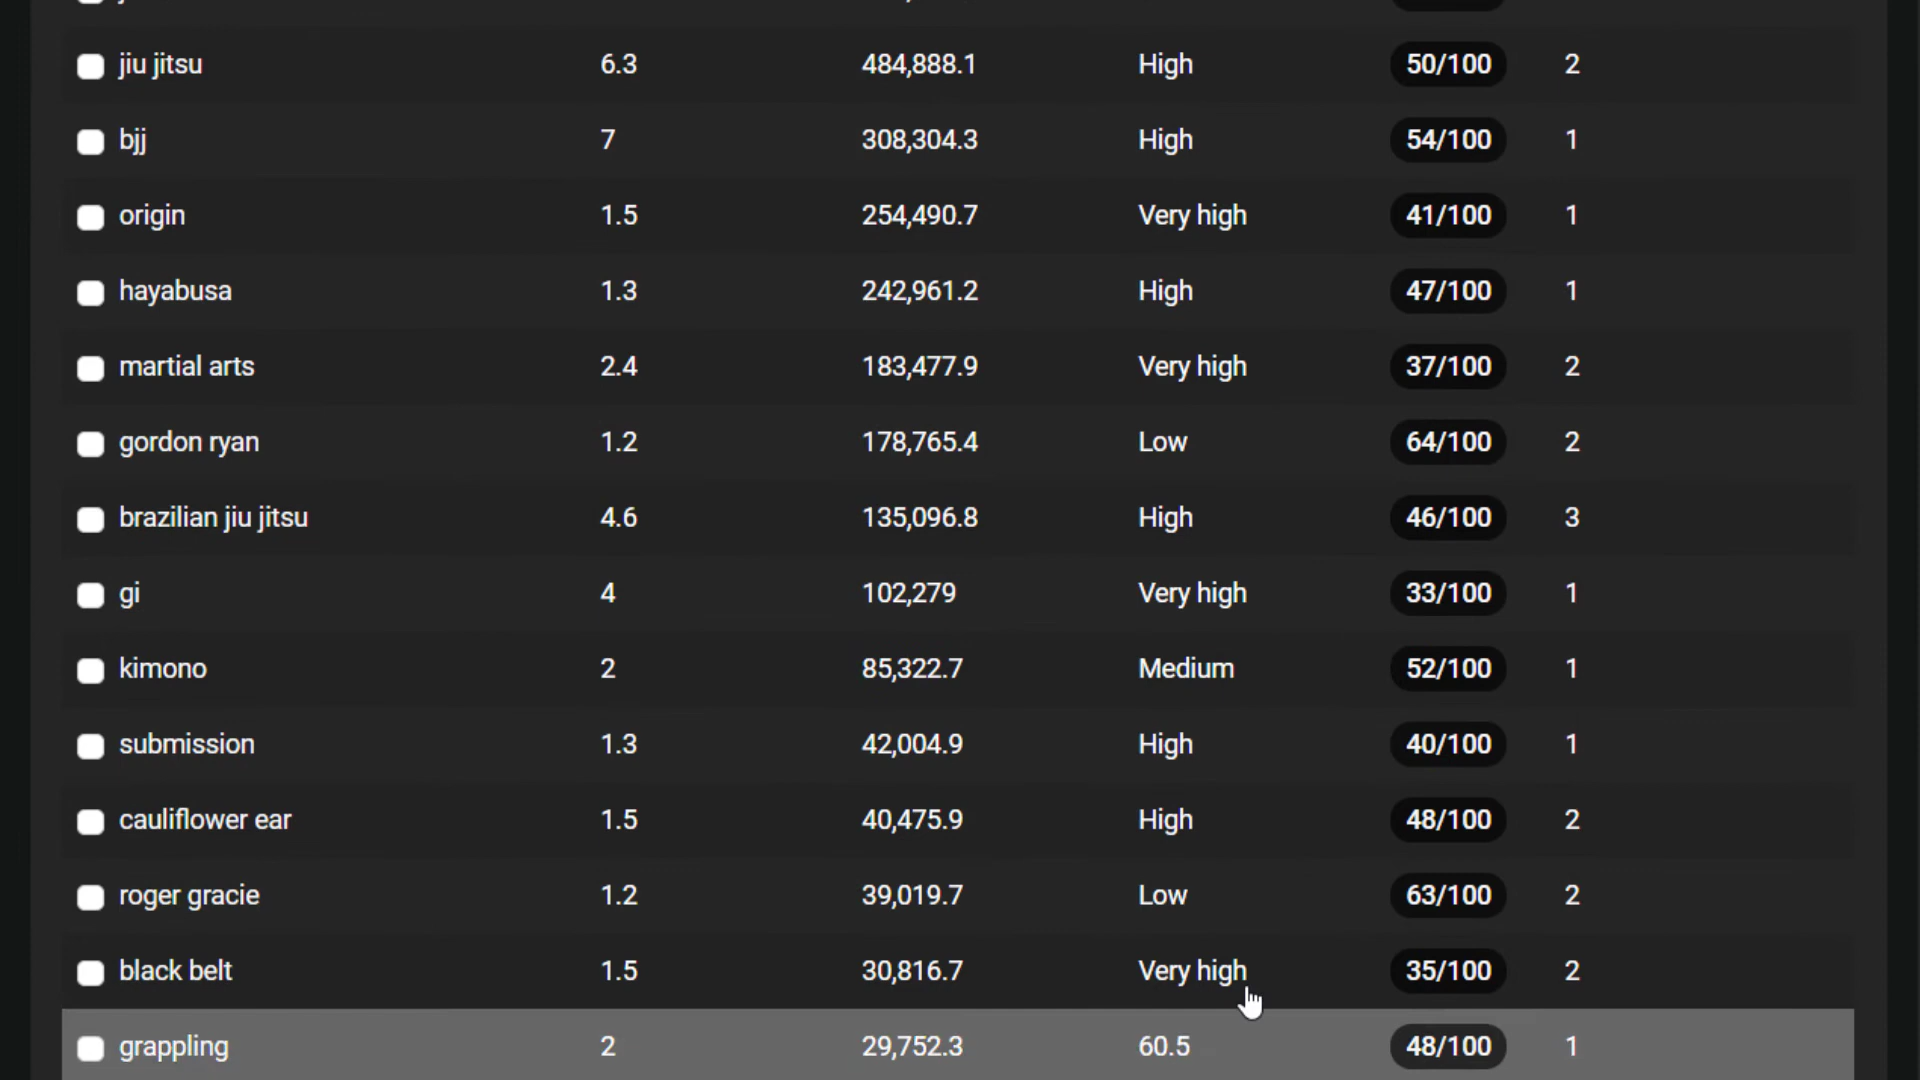 jiu jitsu 6.3 484,888.1 High 50/100 2
bjj 7 308,304.3 High 54/100 1
origin 1.5 254,490.7 Very high 41/100 1
hayabusa 1.3 242,961.2 High 47/100 1
martial arts 2.4 183,477.9 Very high 37/100 2
gordon ryan 1.2 178,765.4 Low 64/100 2
brazilian jiu jitsu 4.6 135,096.8 High 46/100 3
gi 4 102,279 Very high 33/100 1
kimono 2 85,322.7 Medium 52/100 1
submission 1.3 42,004.9 High 40/100 1
cauliflower ear 1.5 40,475.9 High 48/100 2
roger gracie 1.2 39,019.7 Low 63/100 2
black belt 1.5 30,816.7 Very high 35/100 2
grappling 2 29,752.3 60.5 48/100 1